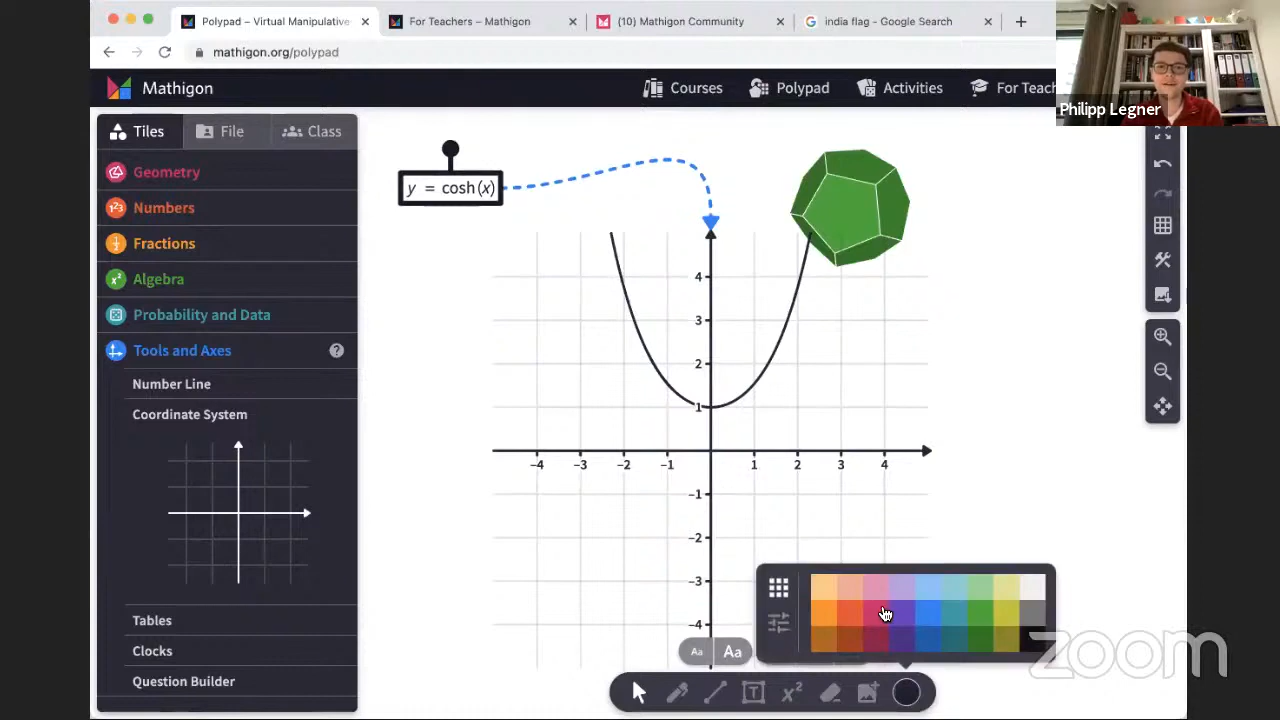 Polypad – Virtual Manipulative
For Teachers – Mathigon
(10) Mathigon Community
india flag - Google Search
mathigon.org/polypad
Philipp Legner
Mathigon
Courses
Polypad
Activities
For Teach
Tiles
File
Class
Geometry
Numbers
Fractions
Algebra
Probability and Data
Tools and Axes
Number Line
Coordinate System
Tables
Clocks
Question Builder
y = cosh(x)
4
3
2
1
−4 −3 −2 −1 1 2 3 4
−1
−2
−3
−4
Aa Aa
T
x²
zoom